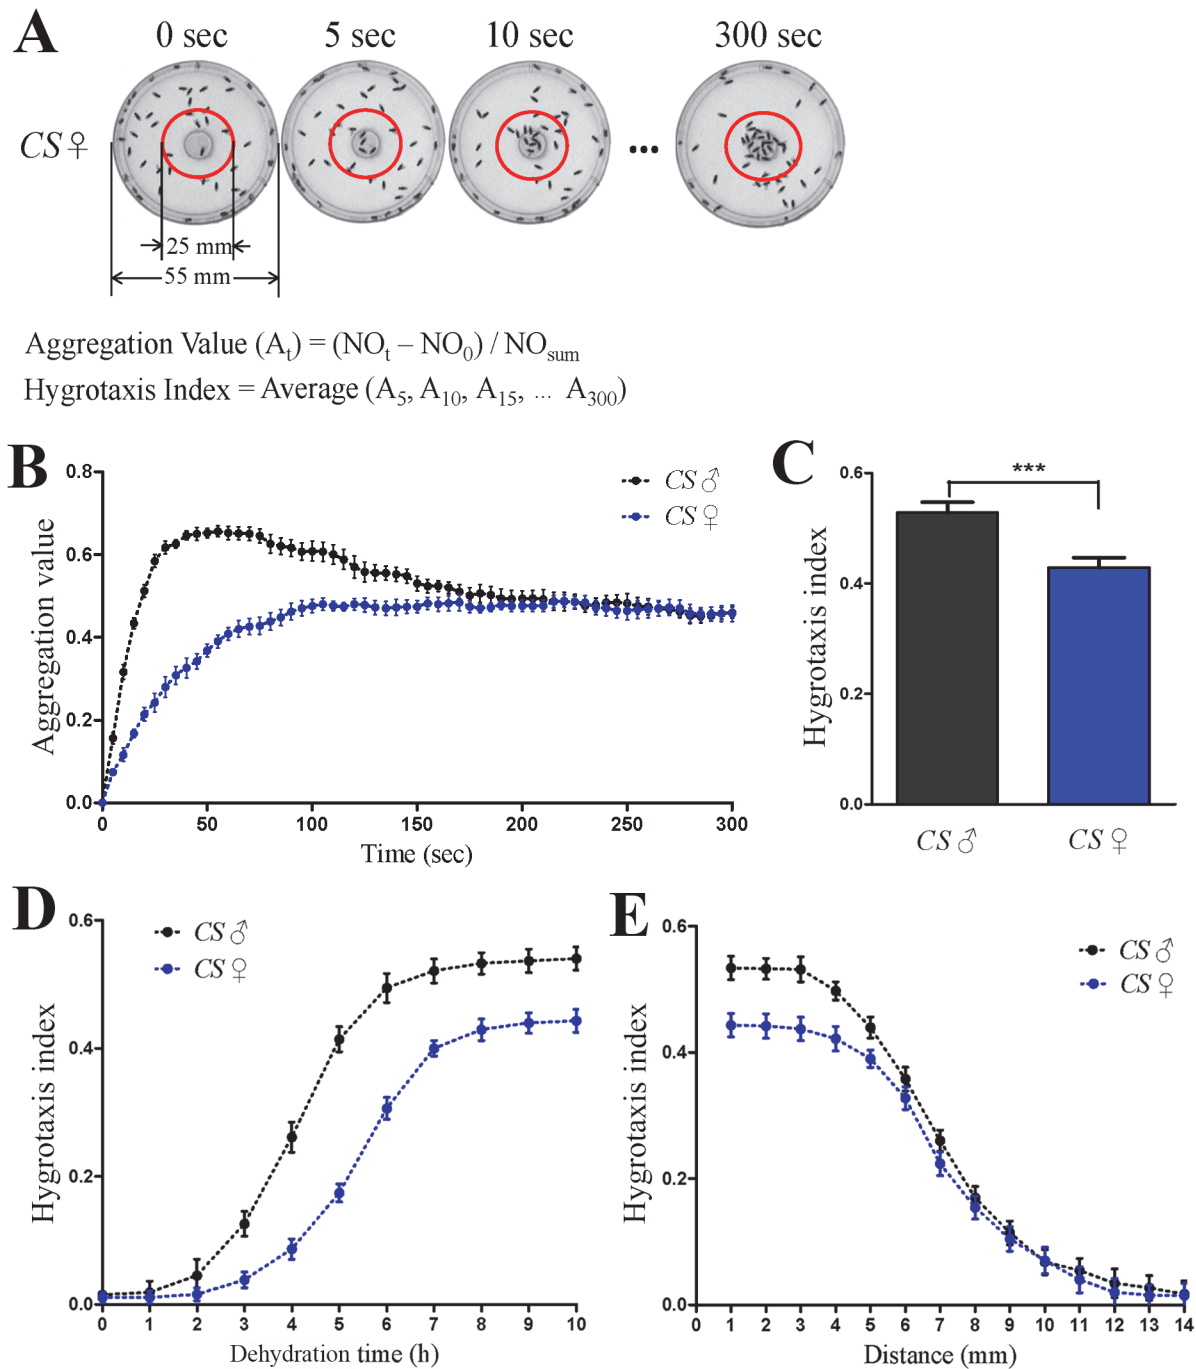 A
0 sec 5 sec 10 sec 300 sec
CS♀
...
25 mm
55 mm
Aggregation Value (At) = (NOt – NO0) / NOsum
Hygrotaxis Index = Average (A5, A10, A15, ... A300)
B
CS♂
CS♀
Aggregation value
0.8
0.6
0.4
0.2
0.0
0 50 100 150 200 250 300
Time (sec)
C
***
Hygrotaxis index
0.6
0.4
0.2
0.0
CS♂ CS♀
D
CS♂
CS♀
Hygrotaxis index
0.6
0.4
0.2
0.0
0 1 2 3 4 5 6 7 8 9 10
Dehydration time (h)
E
CS♂
CS♀
Hygrotaxis index
0.6
0.4
0.2
0.0
0 1 2 3 4 5 6 7 8 9 10 11 12 13 14
Distance (mm)